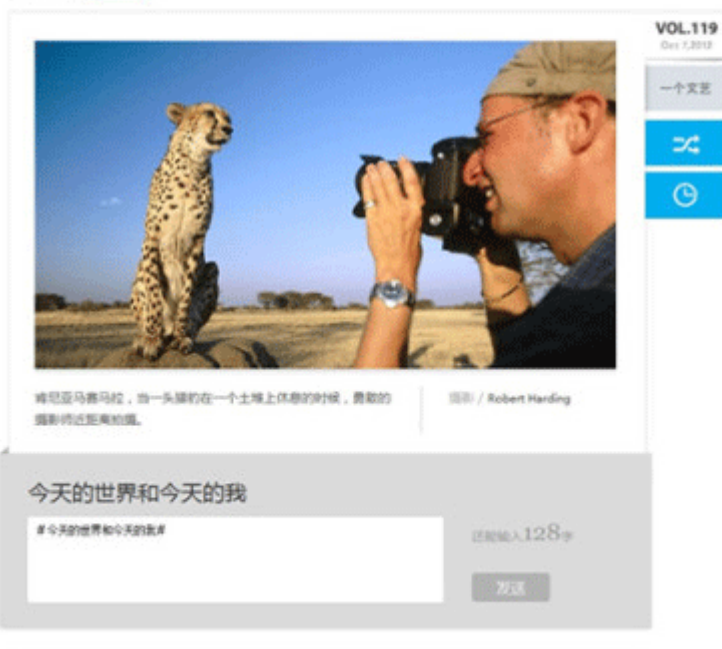 VOL.119
Oct 7,2012
一个文艺
肯尼亚马赛马拉，当一头猎豹在一个土堆上休息的时候，勇敢的
摄影师近距离拍摄。
摄影 / Robert Harding
今天的世界和今天的我
#今天的世界和今天的我#
还能输入128字
发送